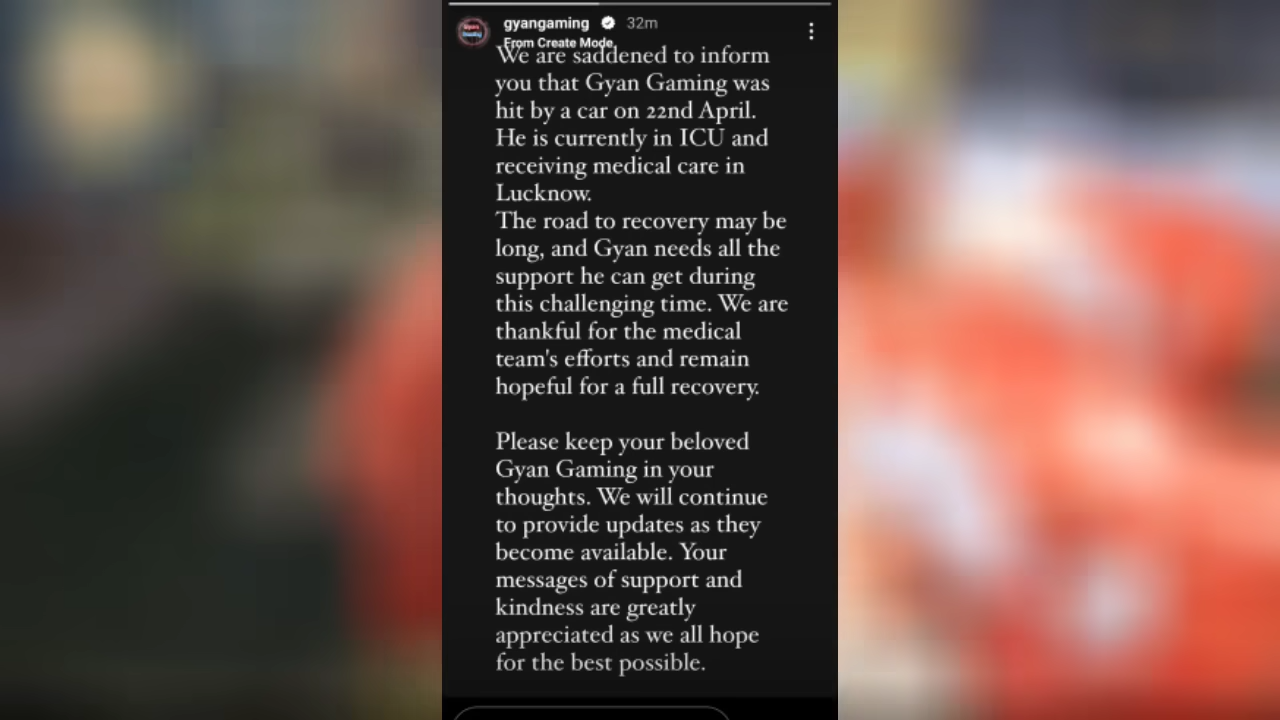 gyangaming 32m
From Create Mode
We are saddened to inform
you that Gyan Gaming was
hit by a car on 22nd April.
He is currently in ICU and
receiving medical care in
Lucknow.
The road to recovery may be
long, and Gyan needs all the
support he can get during
this challenging time. We are
thankful for the medical
team's efforts and remain
hopeful for a full recovery.
Please keep your beloved
Gyan Gaming in your
thoughts. We will continue
to provide updates as they
become available. Your
messages of support and
kindness are greatly
appreciated as we all hope
for the best possible.